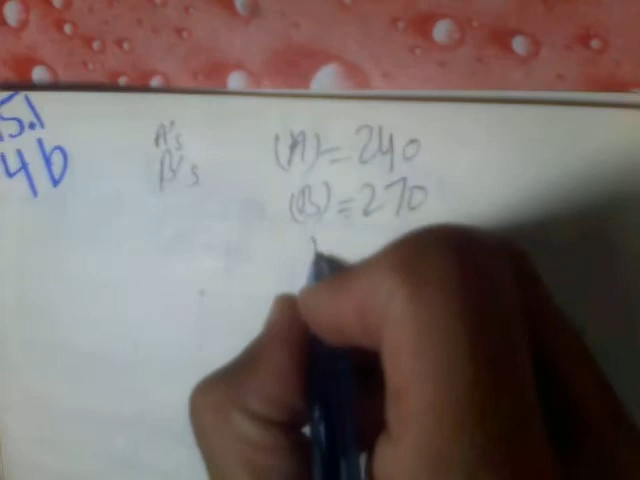 5.1
4b
A's
B's
(A) = 240
(B) = 270